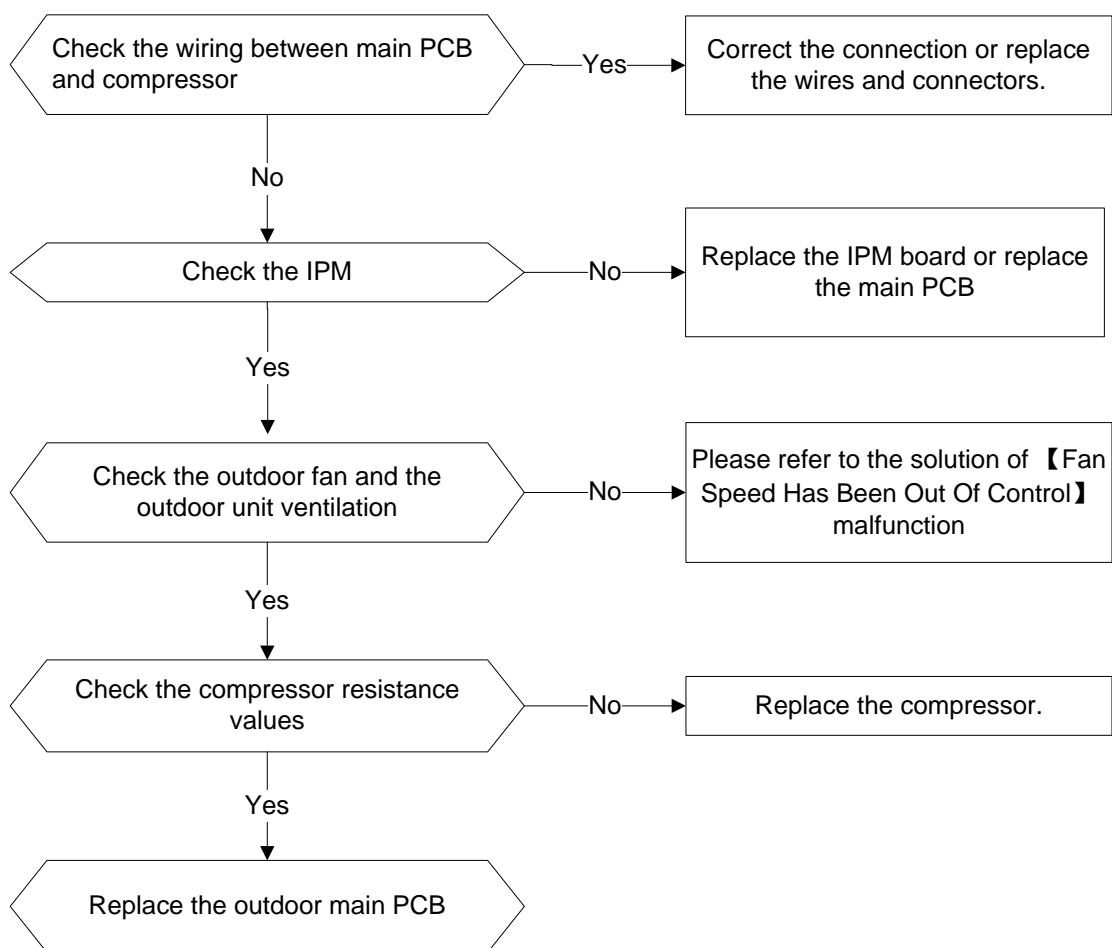 Check the wiring between main PCB
and compressor
Yes
Correct the connection or replace
the wires and connectors.
No
Check the IPM
No
Replace the IPM board or replace
the main PCB
Yes
Check the outdoor fan and the
outdoor unit ventilation
No
Please refer to the solution of 【Fan
Speed Has Been Out Of Control】
malfunction
Yes
Check the compressor resistance
values
No
Replace the compressor.
Yes
Replace the outdoor main PCB